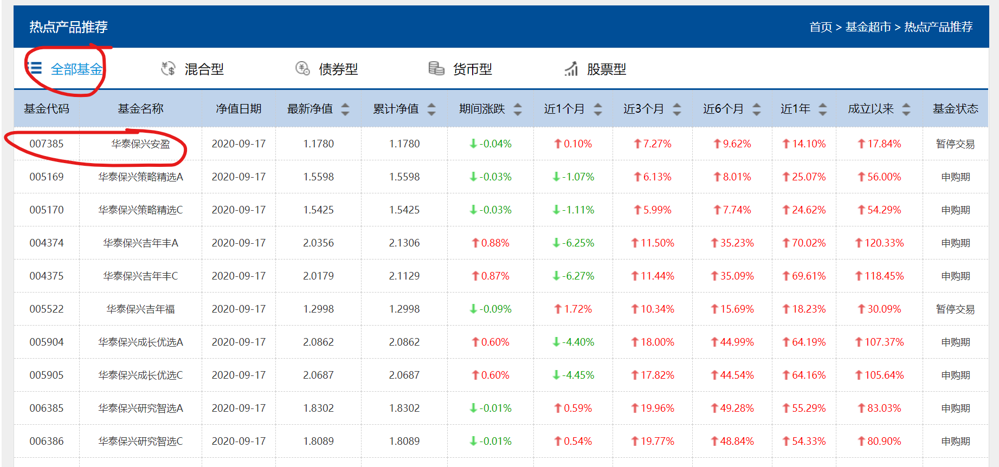 热点产品推荐 首页 > 基金超市 > 热点产品推荐
全部基金 混合型 债券型 货币型 股票型
基金代码 基金名称 净值日期 最新净值 累计净值 期间涨跌 近1个月 近3个月 近6个月 近1年 成立以来 基金状态
007385 华泰保兴安盈 2020-09-17 1.1780 1.1780 -0.04% 0.10% 7.27% 9.62% 14.10% 17.84% 暂停交易
005169 华泰保兴策略精选A 2020-09-17 1.5598 1.5598 -0.03% -1.07% 6.13% 8.01% 25.07% 56.00% 申购期
005170 华泰保兴策略精选C 2020-09-17 1.5425 1.5425 -0.03% -1.11% 5.99% 7.74% 24.62% 54.29% 申购期
004374 华泰保兴吉年丰A 2020-09-17 2.0356 2.1306 0.88% -6.25% 11.50% 35.23% 70.02% 120.33% 申购期
004375 华泰保兴吉年丰C 2020-09-17 2.0179 2.1129 0.87% -6.27% 11.44% 35.09% 69.61% 118.45% 申购期
005522 华泰保兴吉年福 2020-09-17 1.2998 1.2998 -0.09% 1.72% 10.34% 15.69% 18.23% 30.09% 暂停交易
005904 华泰保兴成长优选A 2020-09-17 2.0862 2.0862 0.60% -4.40% 18.00% 44.99% 64.19% 107.37% 申购期
005905 华泰保兴成长优选C 2020-09-17 2.0687 2.0687 0.60% -4.45% 17.82% 44.54% 64.16% 105.64% 申购期
006385 华泰保兴研究智选A 2020-09-17 1.8302 1.8302 -0.01% 0.59% 19.96% 49.28% 55.29% 83.03% 申购期
006386 华泰保兴研究智选C 2020-09-17 1.8089 1.8089 -0.01% 0.54% 19.77% 48.84% 54.33% 80.90% 申购期